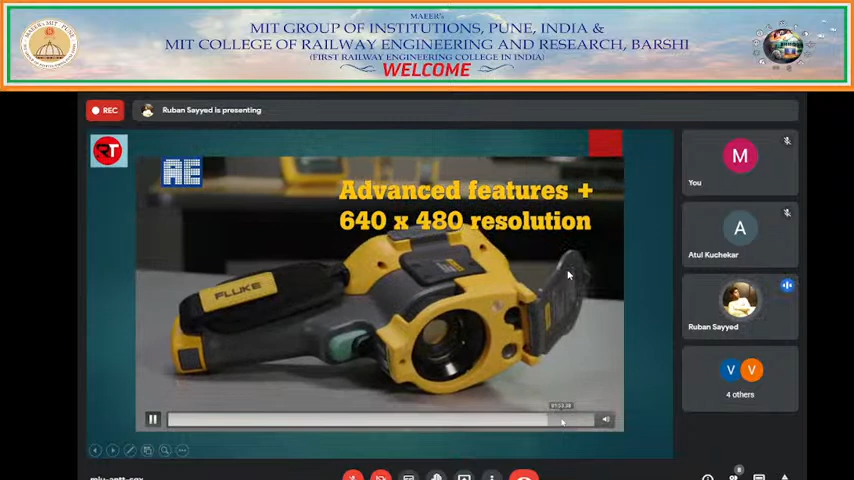 MAEER's
MIT GROUP OF INSTITUTIONS, PUNE, INDIA &
MIT COLLEGE OF RAILWAY ENGINEERING AND RESEARCH, BARSHI
(FIRST RAILWAY ENGINEERING COLLEGE IN INDIA)
WELCOME
REC
Ruban Sayyed is presenting
RT
AE
Advanced features +
640 x 480 resolution
FLUKE
M
You
A
Atul Kuchekar
Ruban Sayyed
V V
4 others
8